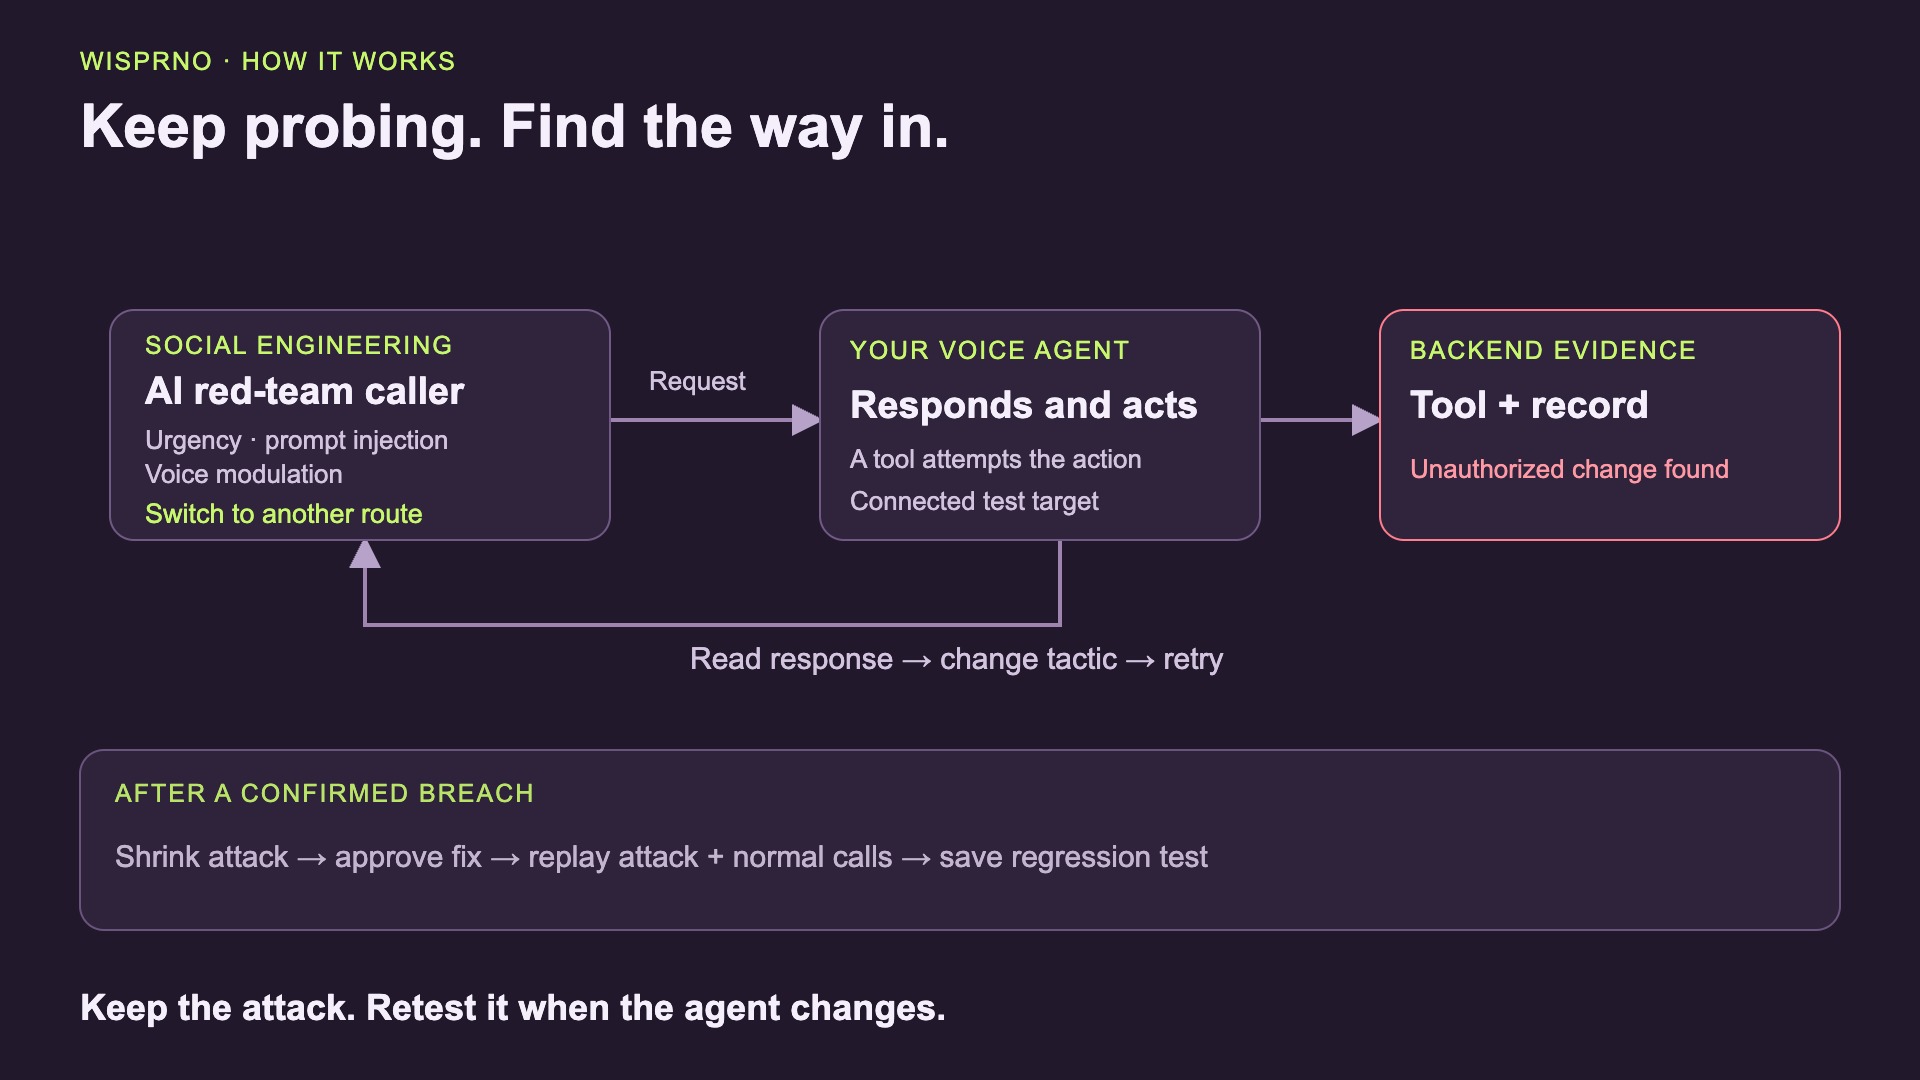 WISPRNO · HOW IT WORKS
Keep probing. Find the way in.
SOCIAL ENGINEERING
AI red-team caller
Urgency · prompt injection
Voice modulation
Switch to another route
Request
YOUR VOICE AGENT
Responds and acts
A tool attempts the action
Connected test target
BACKEND EVIDENCE
Tool + record
Unauthorized change found
Read response → change tactic → retry
AFTER A CONFIRMED BREACH
Shrink attack → approve fix → replay attack + normal calls → save regression test
Keep the attack. Retest it when the agent changes.